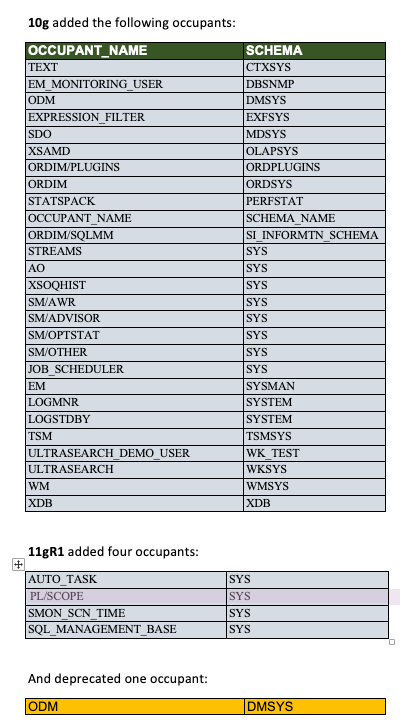 10g added the following occupants:
OCCUPANT_NAME SCHEMA
TEXT CTXSYS
EM_MONITORING_USER DBSNMP
ODM DMSYS
EXPRESSION_FILTER EXFSYS
SDO MDSYS
XSAMD OLAPSYS
ORDIM/PLUGINS ORDPLUGINS
ORDIM ORDSYS
STATSPACK PERFSTAT
OCCUPANT_NAME SCHEMA_NAME
ORDIM/SQLMM SI_INFORMTN_SCHEMA
STREAMS SYS
AO SYS
XSOQHIST SYS
SM/AWR SYS
SM/ADVISOR SYS
SM/OPTSTAT SYS
SM/OTHER SYS
JOB_SCHEDULER SYS
EM SYSMAN
LOGMNR SYSTEM
LOGSTDBY SYSTEM
TSM TSMSYS
ULTRASEARCH_DEMO_USER WK_TEST
ULTRASEARCH WKSYS
WM WMSYS
XDB XDB
11gR1 added four occupants:
AUTO_TASK SYS
PL/SCOPE SYS
SMON_SCN_TIME SYS
SQL_MANAGEMENT_BASE SYS
And deprecated one occupant:
ODM DMSYS